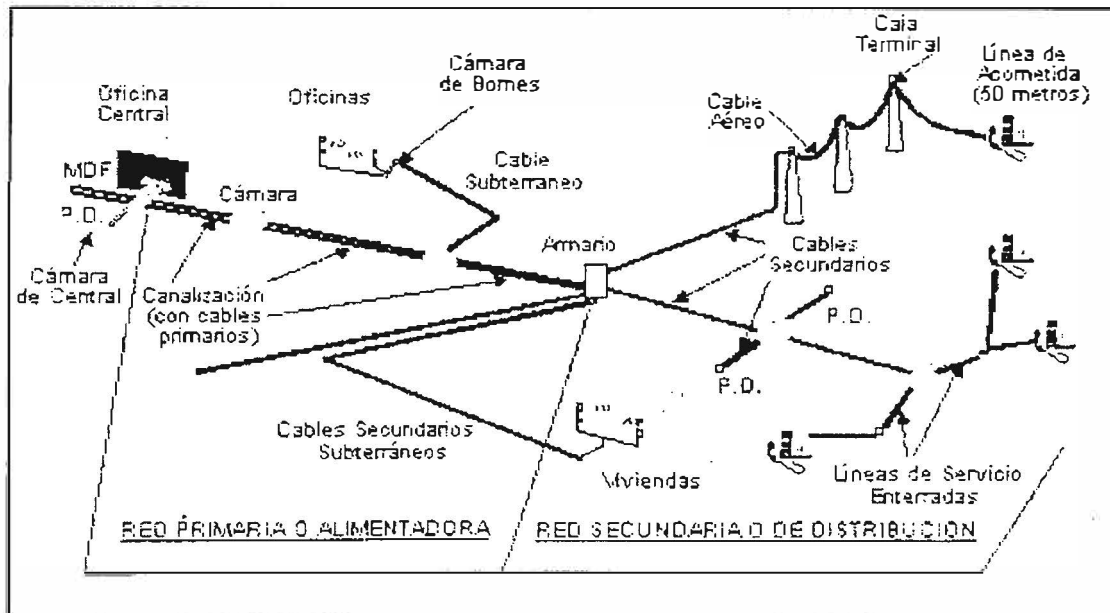 Oficina
Central
MDF
P.D.
Cámara
de Central
Oficinas
Cámara
de Bornes
Cable
Subterraneo
Cámara
Canalización
(con cables
primarios)
Armario
Caja
Terminal
Cable
Aéreo
Línea de
Acometida
(50 metros)
Cables
Secundarios
P.D.
P.D.
Cables Secundarios
Subterráneos
Viviendas
Líneas de Servicio
Enterradas
RED PRIMARIA O ALIMENTADORA
RED SECUNDARIA O DE DISTRIBUCION